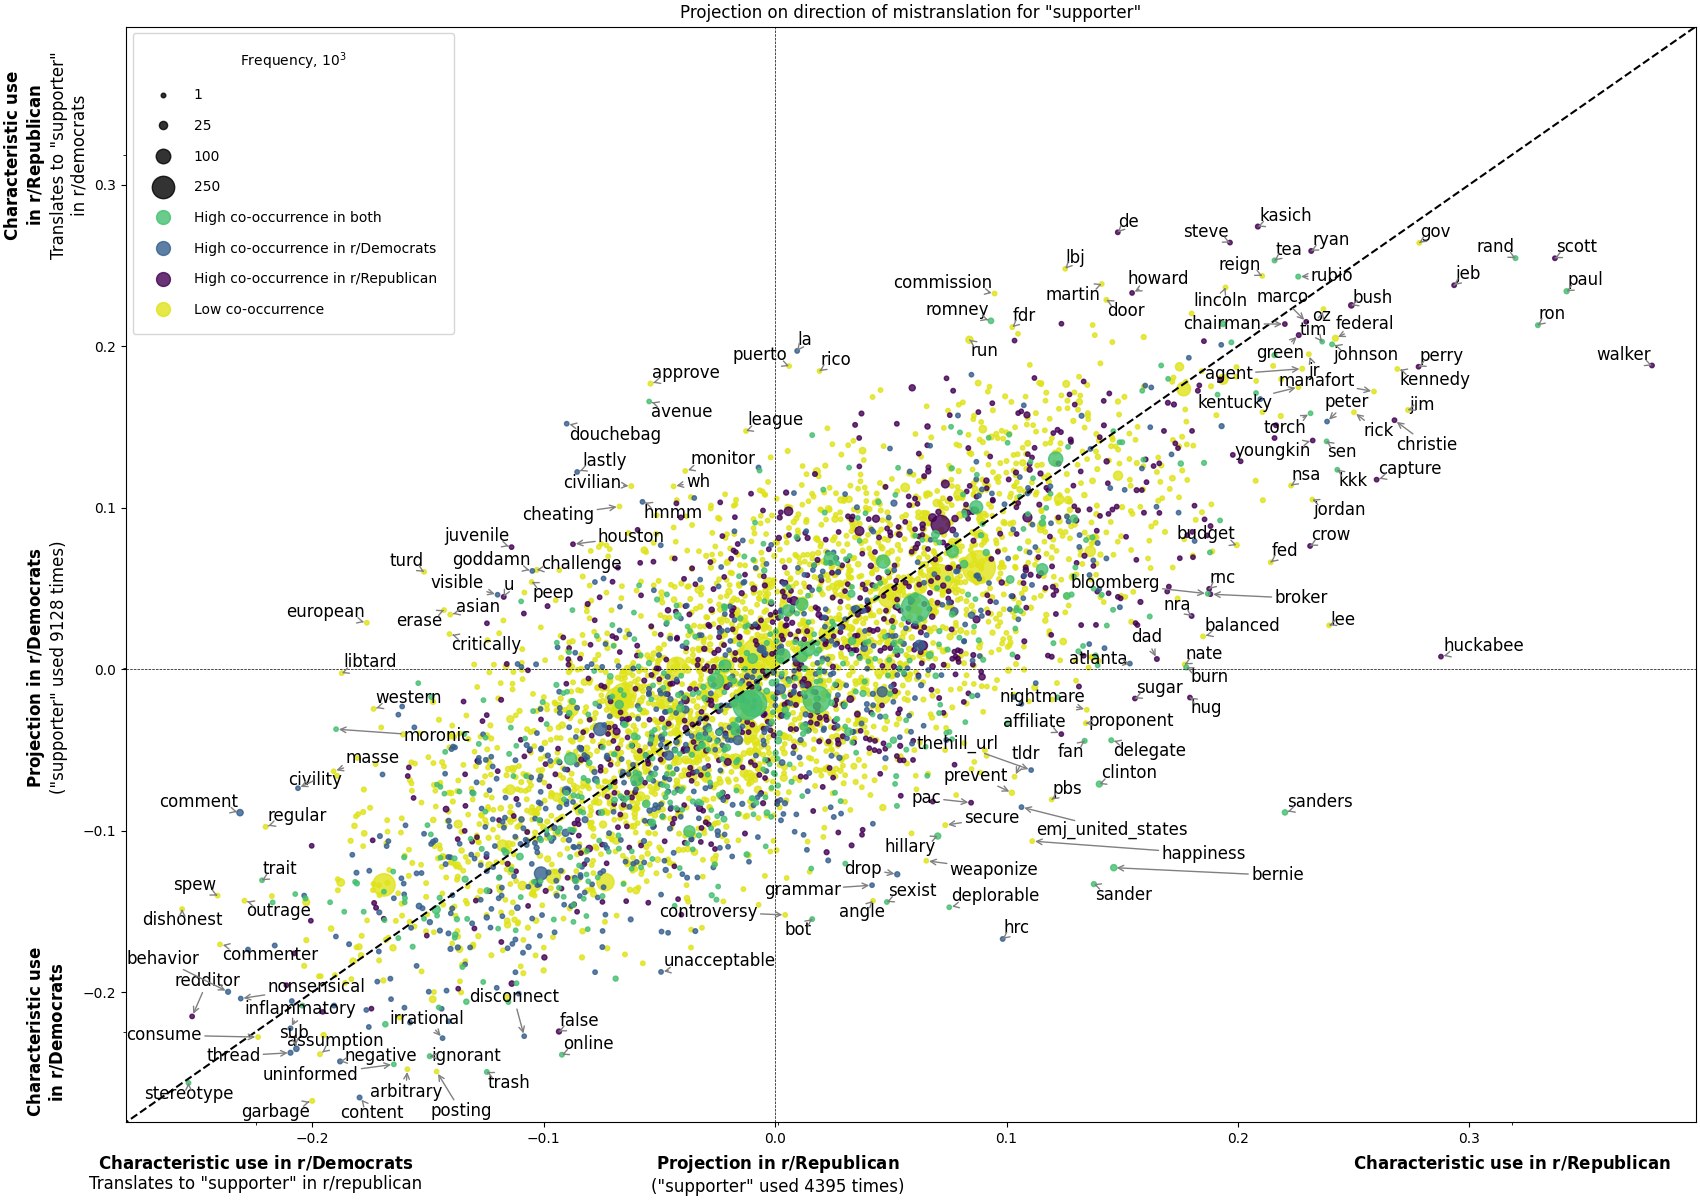 Projection on direction of mistranslation for "supporter"
Frequency, 10³
1
25
100
250
High co-occurrence in both
High co-occurrence in r/Democrats
High co-occurrence in r/Republican
Low co-occurrence
Characteristic use
in r/Republican
Translates to "supporter"
in r/democrats
Projection in r/Democrats
("supporter" used 9128 times)
Characteristic use
in r/Democrats
0.3
0.2
0.1
0.0
−0.1
−0.2
−0.2
−0.1
0.0
0.1
0.2
0.3
Characteristic use in r/Democrats
Translates to "supporter" in r/republican
Projection in r/Republican
("supporter" used 4395 times)
Characteristic use in r/Republican
de
kasich
steve
ryan
gov
tea
rand
scott
lbj
reign
rubio
jeb
paul
commission
martin
howard
lincoln
marco
bush
romney
fdr
door
chairman
oz
tim
federal
ron
la
run
green
johnson
perry
walker
puerto
rico
agent
jr
manafort
kennedy
approve
kentucky
peter
jim
avenue
league
torch
rick
christie
douchebag
youngkin
sen
lastly
monitor
nsa
kkk
capture
civilian
wh
jordan
cheating
hmmm
juvenile
houston
budget
crow
turd
goddamn
challenge
fed
visible
u
peep
bloomberg
rnc
broker
european
erase
asian
nra
balanced
lee
critically
dad
libtard
atlanta
nate
huckabee
burn
western
nightmare
sugar
hug
moronic
affiliate
proponent
masse
thehill_url
tldr
fan
delegate
civility
prevent
clinton
comment
pac
pbs
sanders
regular
secure
emj_united_states
hillary
happiness
trait
drop
weaponize
bernie
spew
grammar
sexist
deplorable
sander
dishonest
outrage
controversy
angle
bot
hrc
behavior
commenter
unacceptable
redditor
nonsensical
disconnect
inflammatory
irrational
false
consume
sub
assumption
online
thread
negative
ignorant
uninformed
trash
stereotype
arbitrary
garbage
content
posting